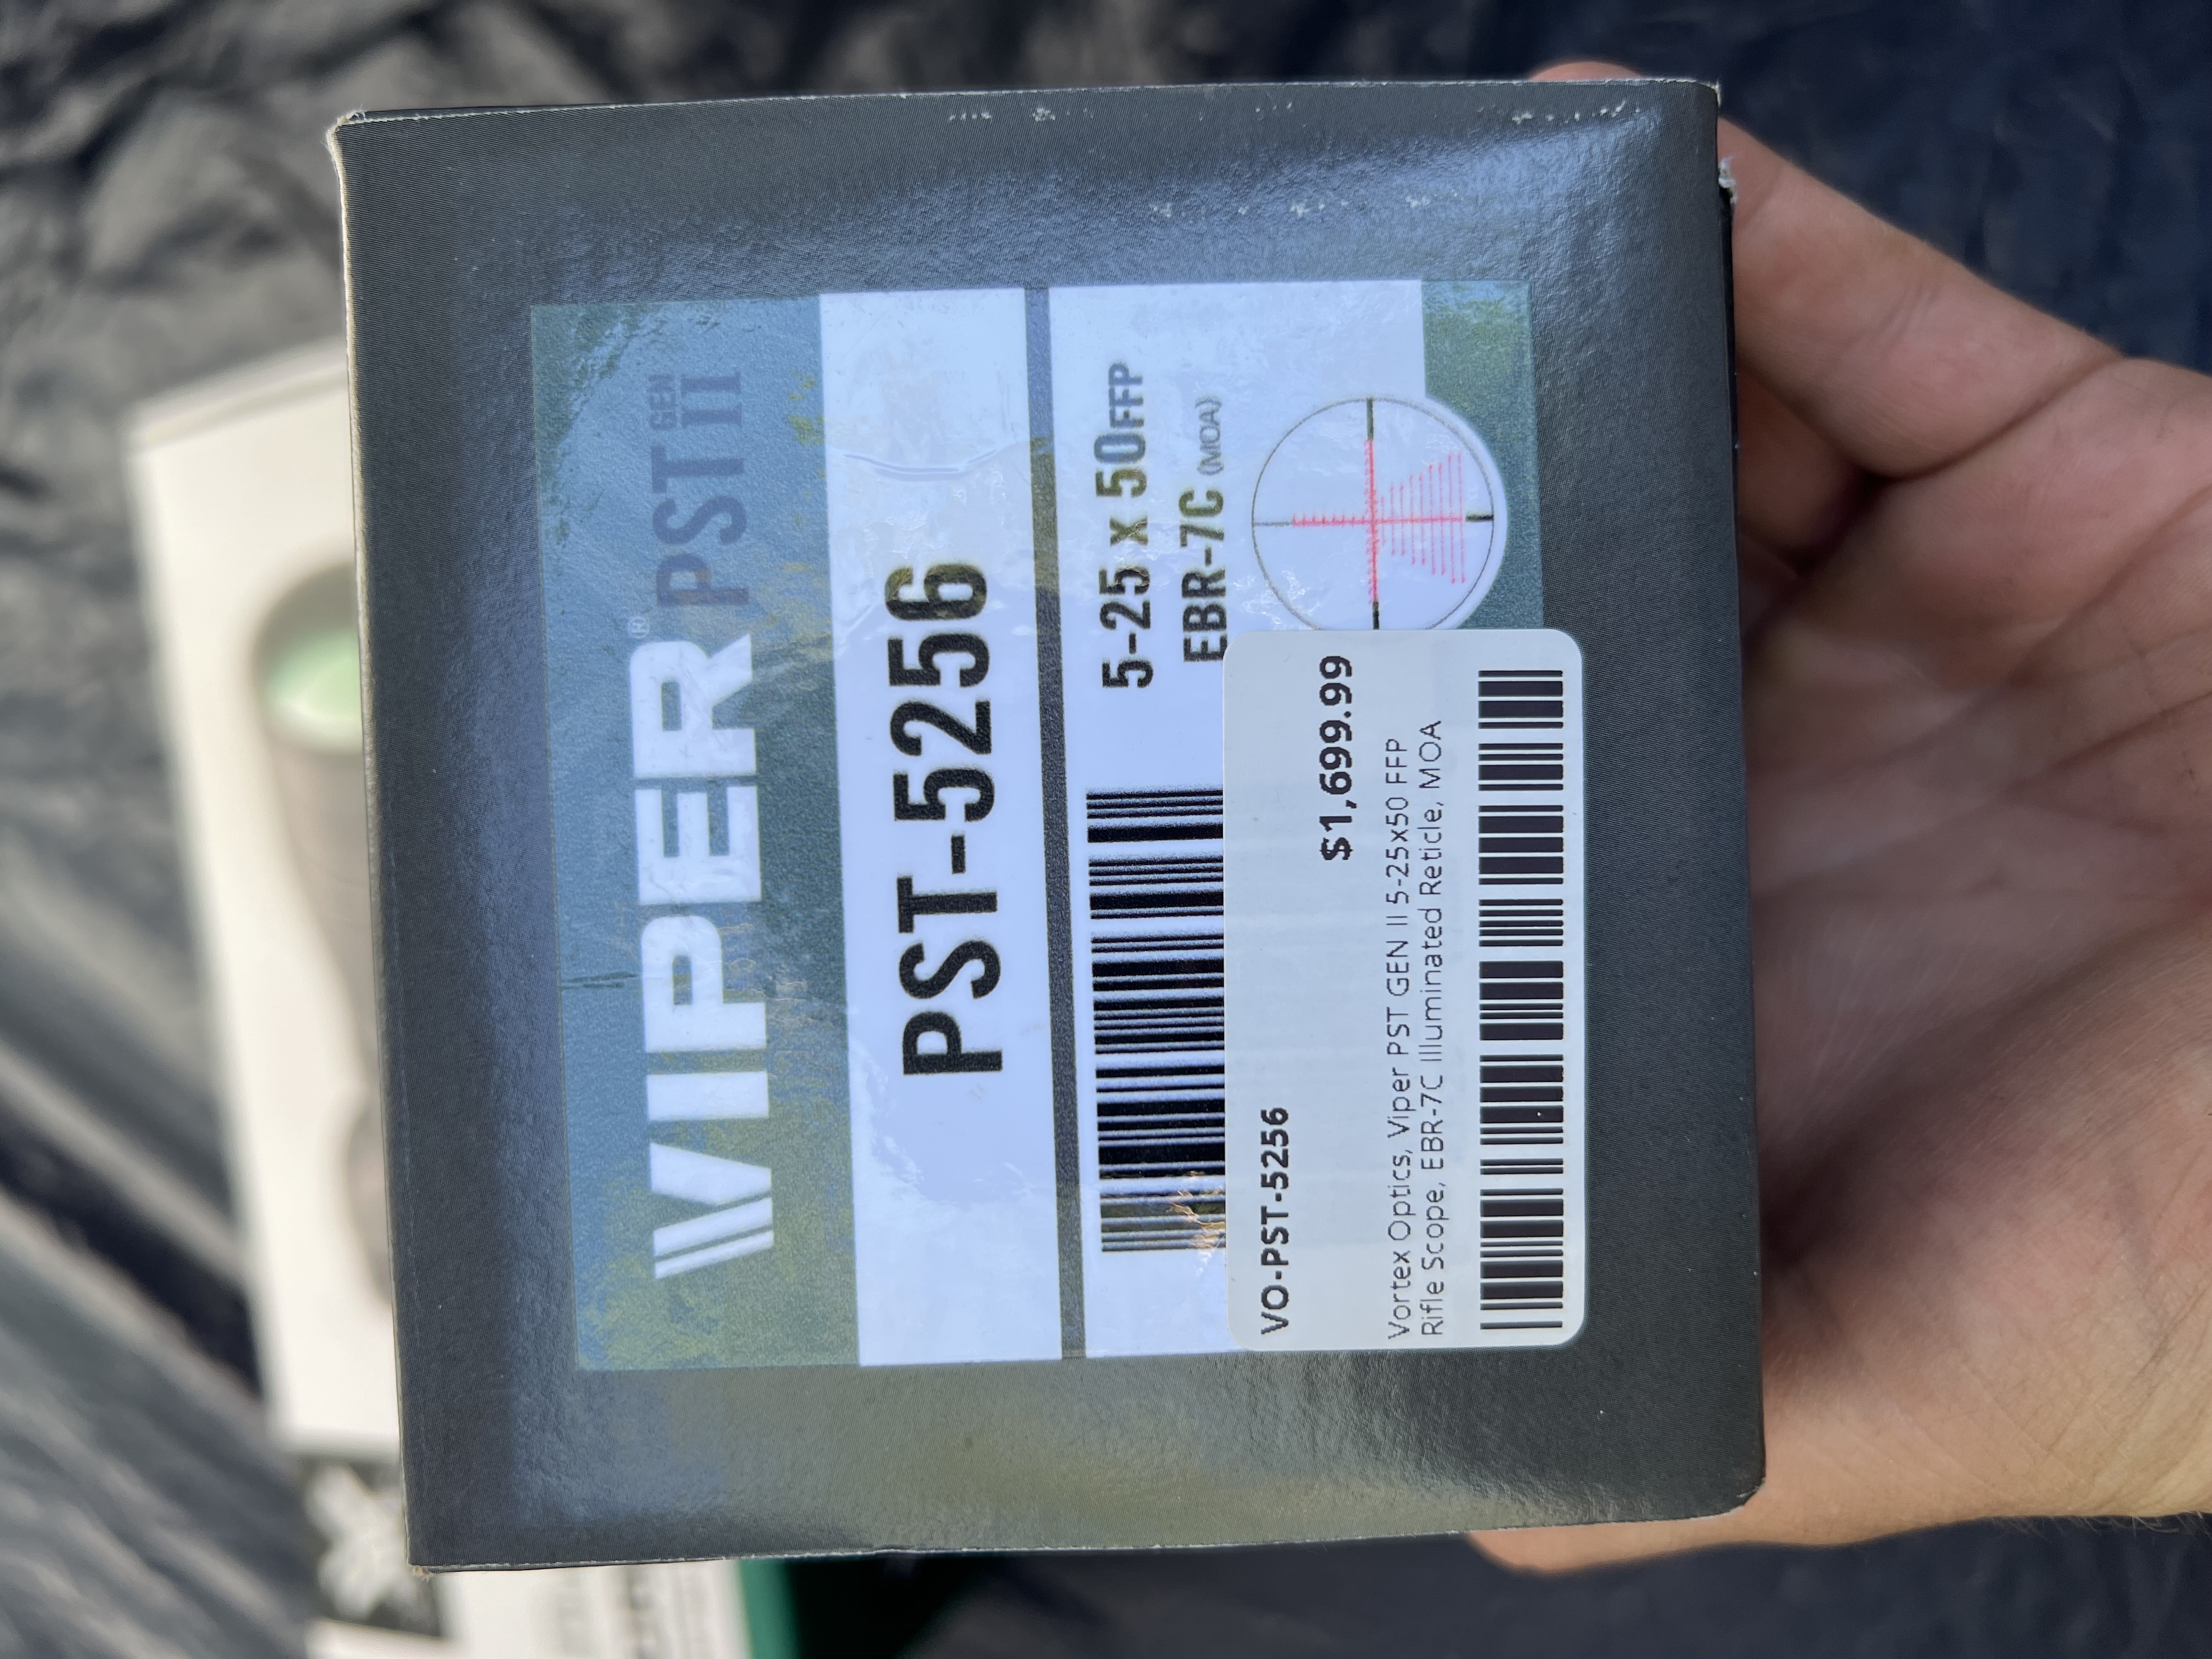 VIPER® PST GEN II
PST-5256
5-25 x 50 FFP
EBR-7C (MOA)
VO-PST-5256
$1,699.99
Vortex Optics, Viper PST GEN II 5-25x50 FFP
Rifle Scope, EBR-7C Illuminated Reticle, MOA